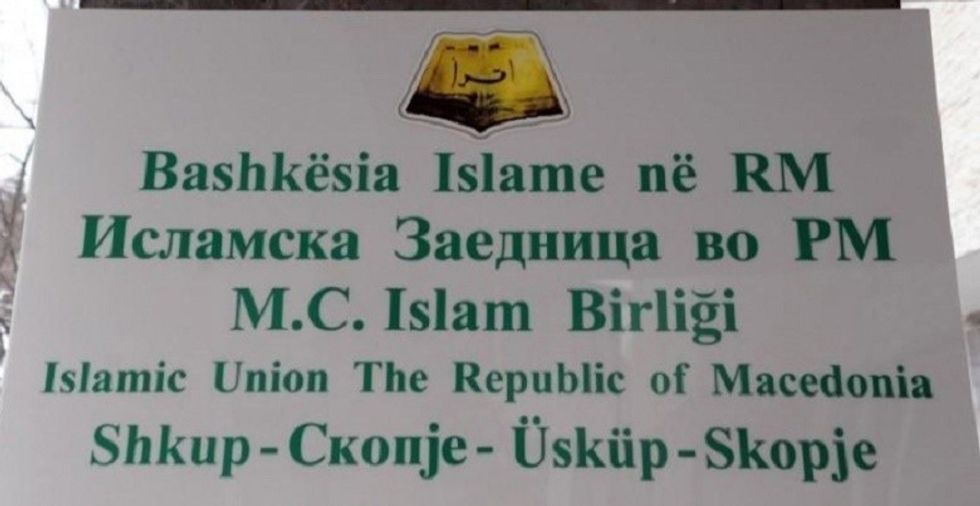 اقرأ
Bashkësia Islame në RM
Исламска Заедница во РМ
M.C. Islam Birliği
Islamic Union The Republic of Macedonia
Shkup - Скопје - Üsküp - Skopje